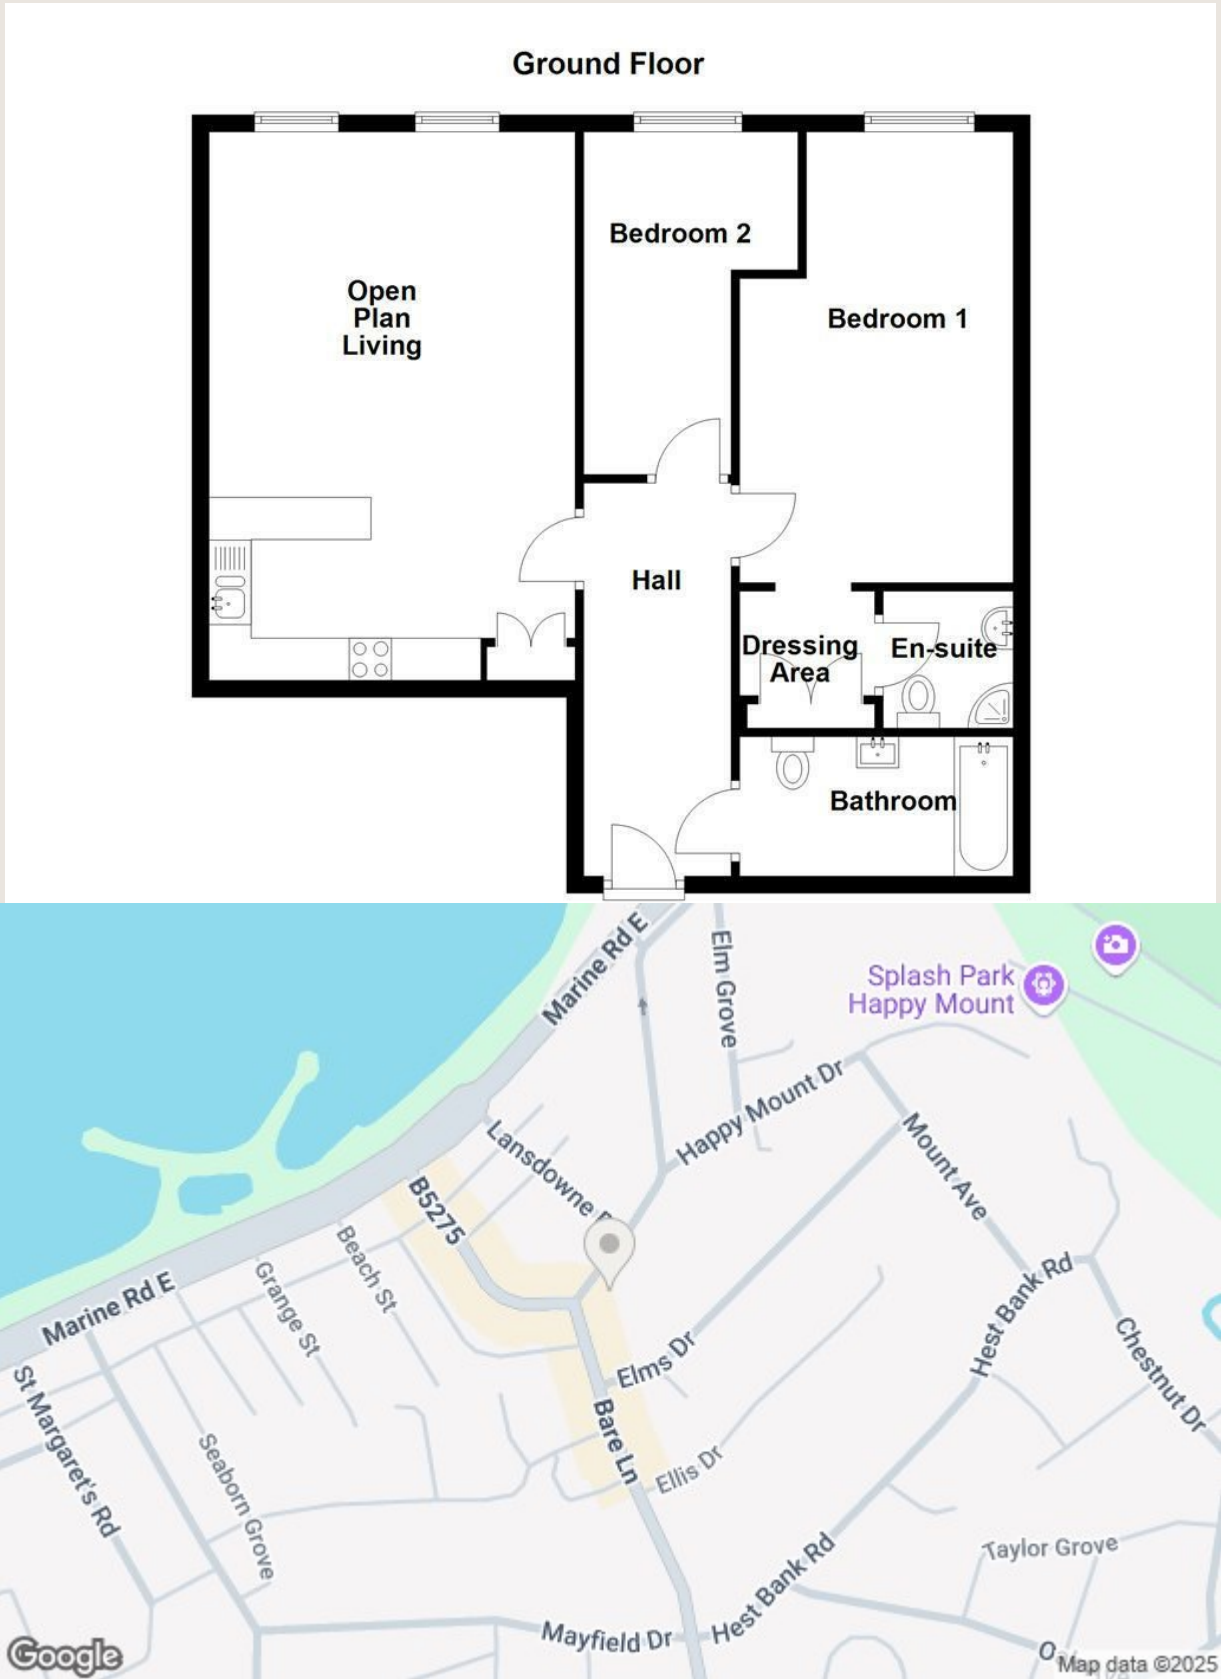 Ground Floor
Bedroom 2
Open
Plan
Living
Bedroom 1
Hall
Dressing
Area
En-suite
Bathroom
Marine Rd E
Elm Grove
Splash Park
Happy Mount
Happy Mount Dr
Lansdowne
Mount Ave
B5275
Beach St
Grange St
Marine Rd E
Hest Bank Rd
Chestnut Dr
Elms Dr
St Margaret's Rd
Bare Ln
Seaborn Grove
Ellis Dr
Taylor Grove
Hest Bank Rd
Mayfield Dr
Google
Map data ©2025